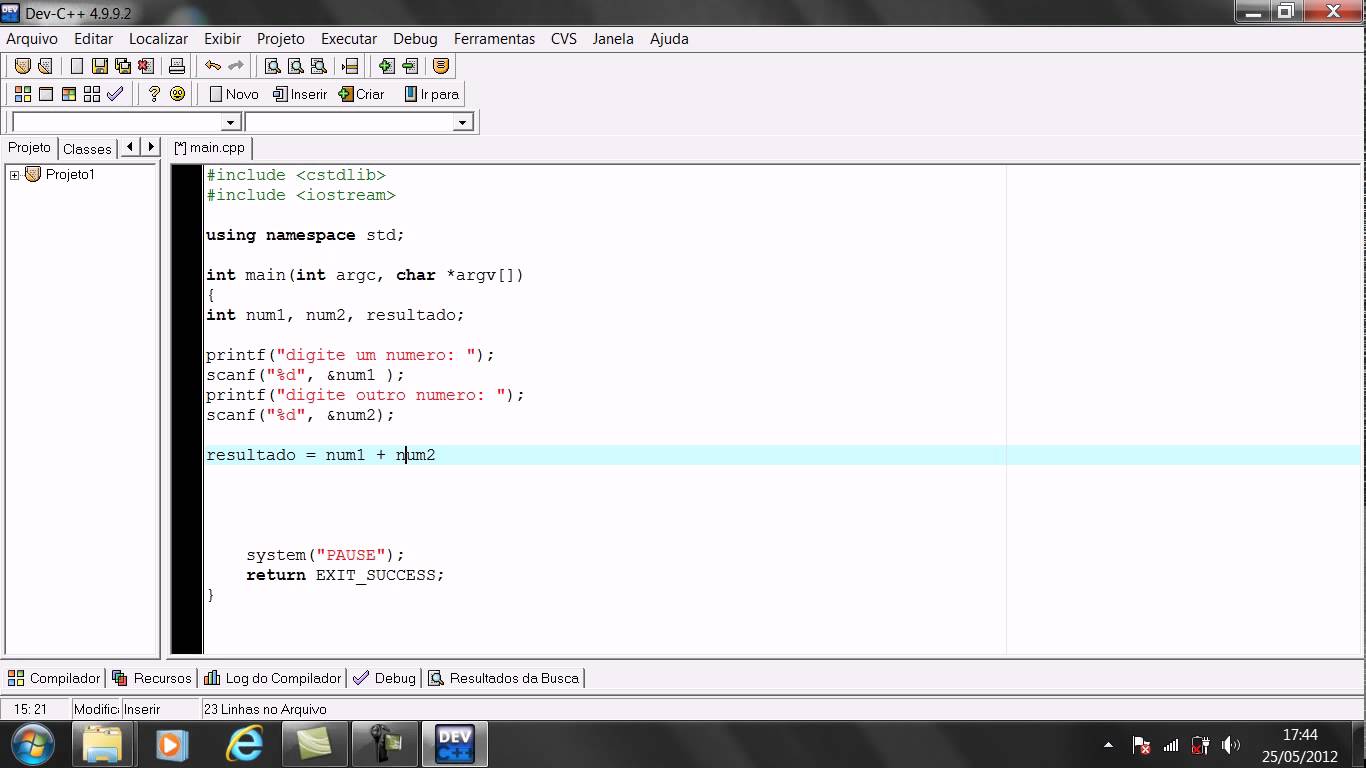 Dev-C++ 4.9.9.2
Arquivo Editar Localizar Exibir Projeto Executar Debug Ferramentas CVS Janela Ajuda
Novo Inserir Criar Ir para
Projeto Classes [*] main.cpp
Projeto1
#include <cstdlib>
#include <iostream>
using namespace std;
int main(int argc, char *argv[])
{
int num1, num2, resultado;
printf("digite um numero: ");
scanf("%d", &num1 );
printf("digite outro numero: ");
scanf("%d", &num2);
resultado = num1 + num2
system("PAUSE");
return EXIT_SUCCESS;
}
Compilador Recursos Log do Compilador Debug Resultados da Busca
15: 21 Modific Inserir 23 Linhas no Arquivo
DEV C++
17:44
25/05/2012